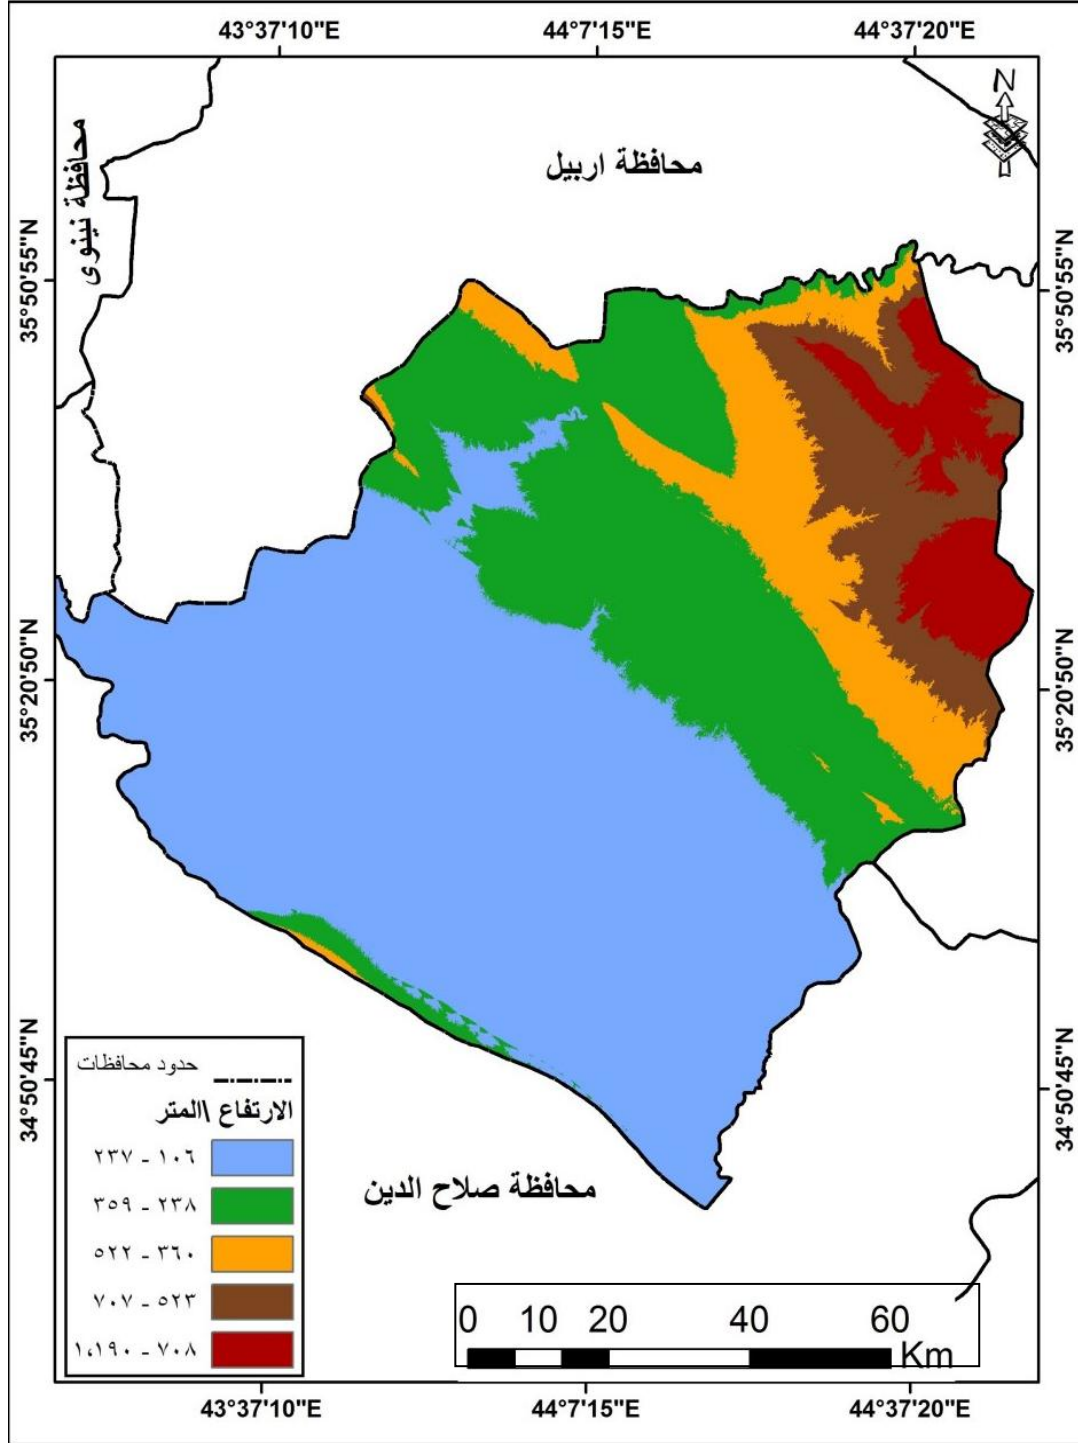 43°37'10"E 44°7'15"E 44°37'20"E
N
محافظة اربيل
محافظة نينوى
35°50'55"N 35°50'55"N
35°20'50"N 35°20'50"N
34°50'45"N 34°50'45"N
حدود محافظات
الارتفاع \المتر
١٠٦ - ٢٣٧
٢٣٨ - ٣٥٩
٣٦٠ - ٥٢٢
٥٢٣ - ٧٠٧
٧٠٨ - ١،١٩٠
محافظة صلاح الدين
0 10 20 40 60
Km
43°37'10"E 44°7'15"E 44°37'20"E